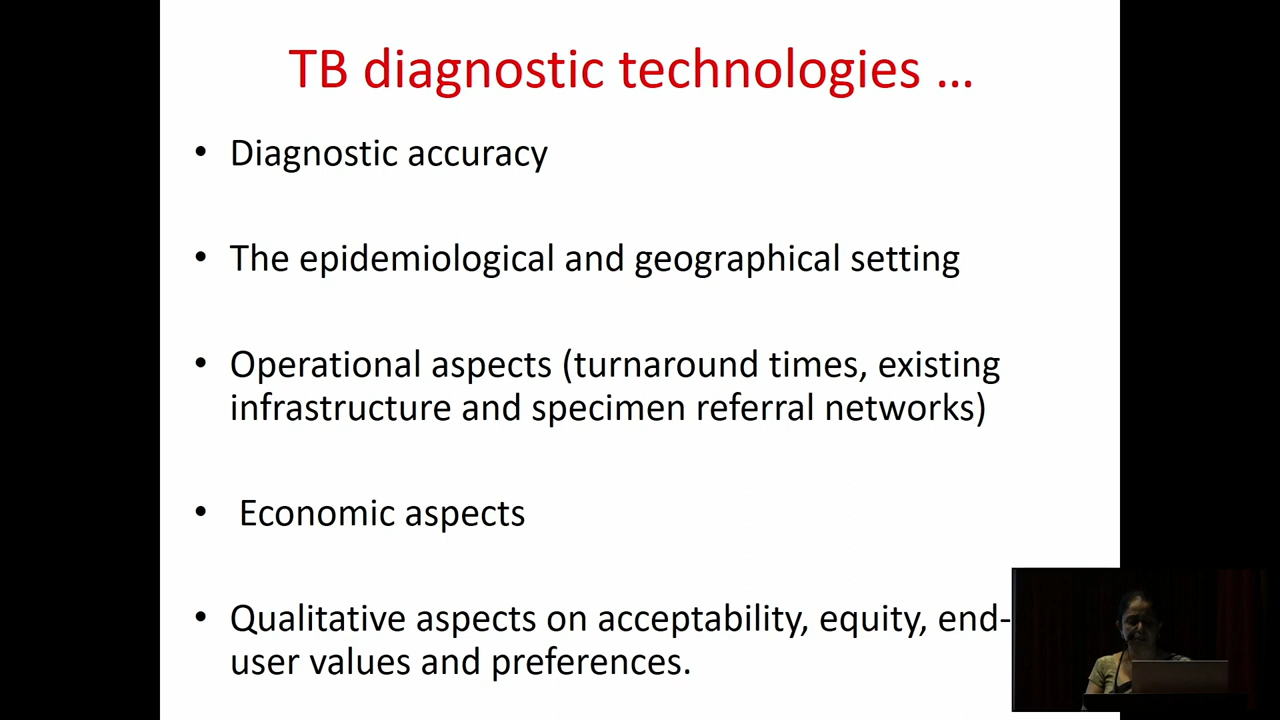 TB diagnostic technologies ...
• Diagnostic accuracy
• The epidemiological and geographical setting
• Operational aspects (turnaround times, existing
infrastructure and specimen referral networks)
• Economic aspects
• Qualitative aspects on acceptability, equity, end-
user values and preferences.